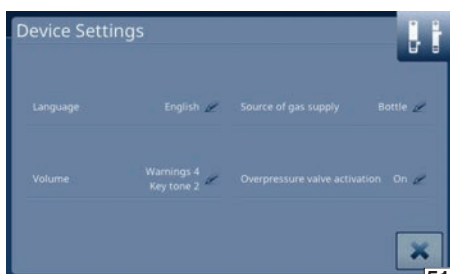 Device Settings
Language English Source of gas supply Bottle
Volume Warnings 4 Key tone 2 Overpressure valve activation On